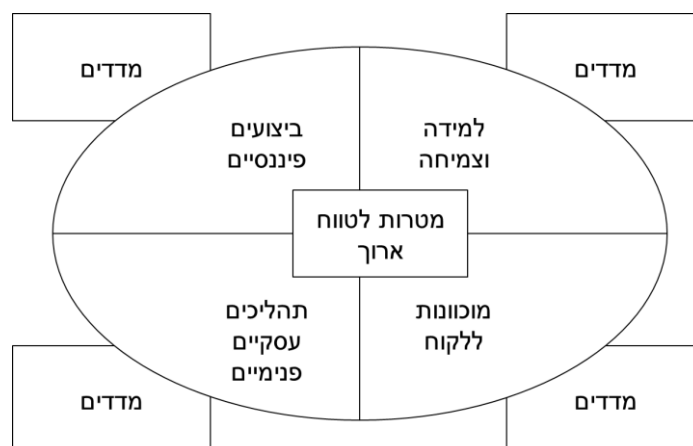 מדדים
מדדים
למידה
וצמיחה
ביצועים
פיננסיים
מטרות לטווח
ארוך
מוכוונות
ללקוח
תהליכים
עסקיים
פנימיים
מדדים
מדדים